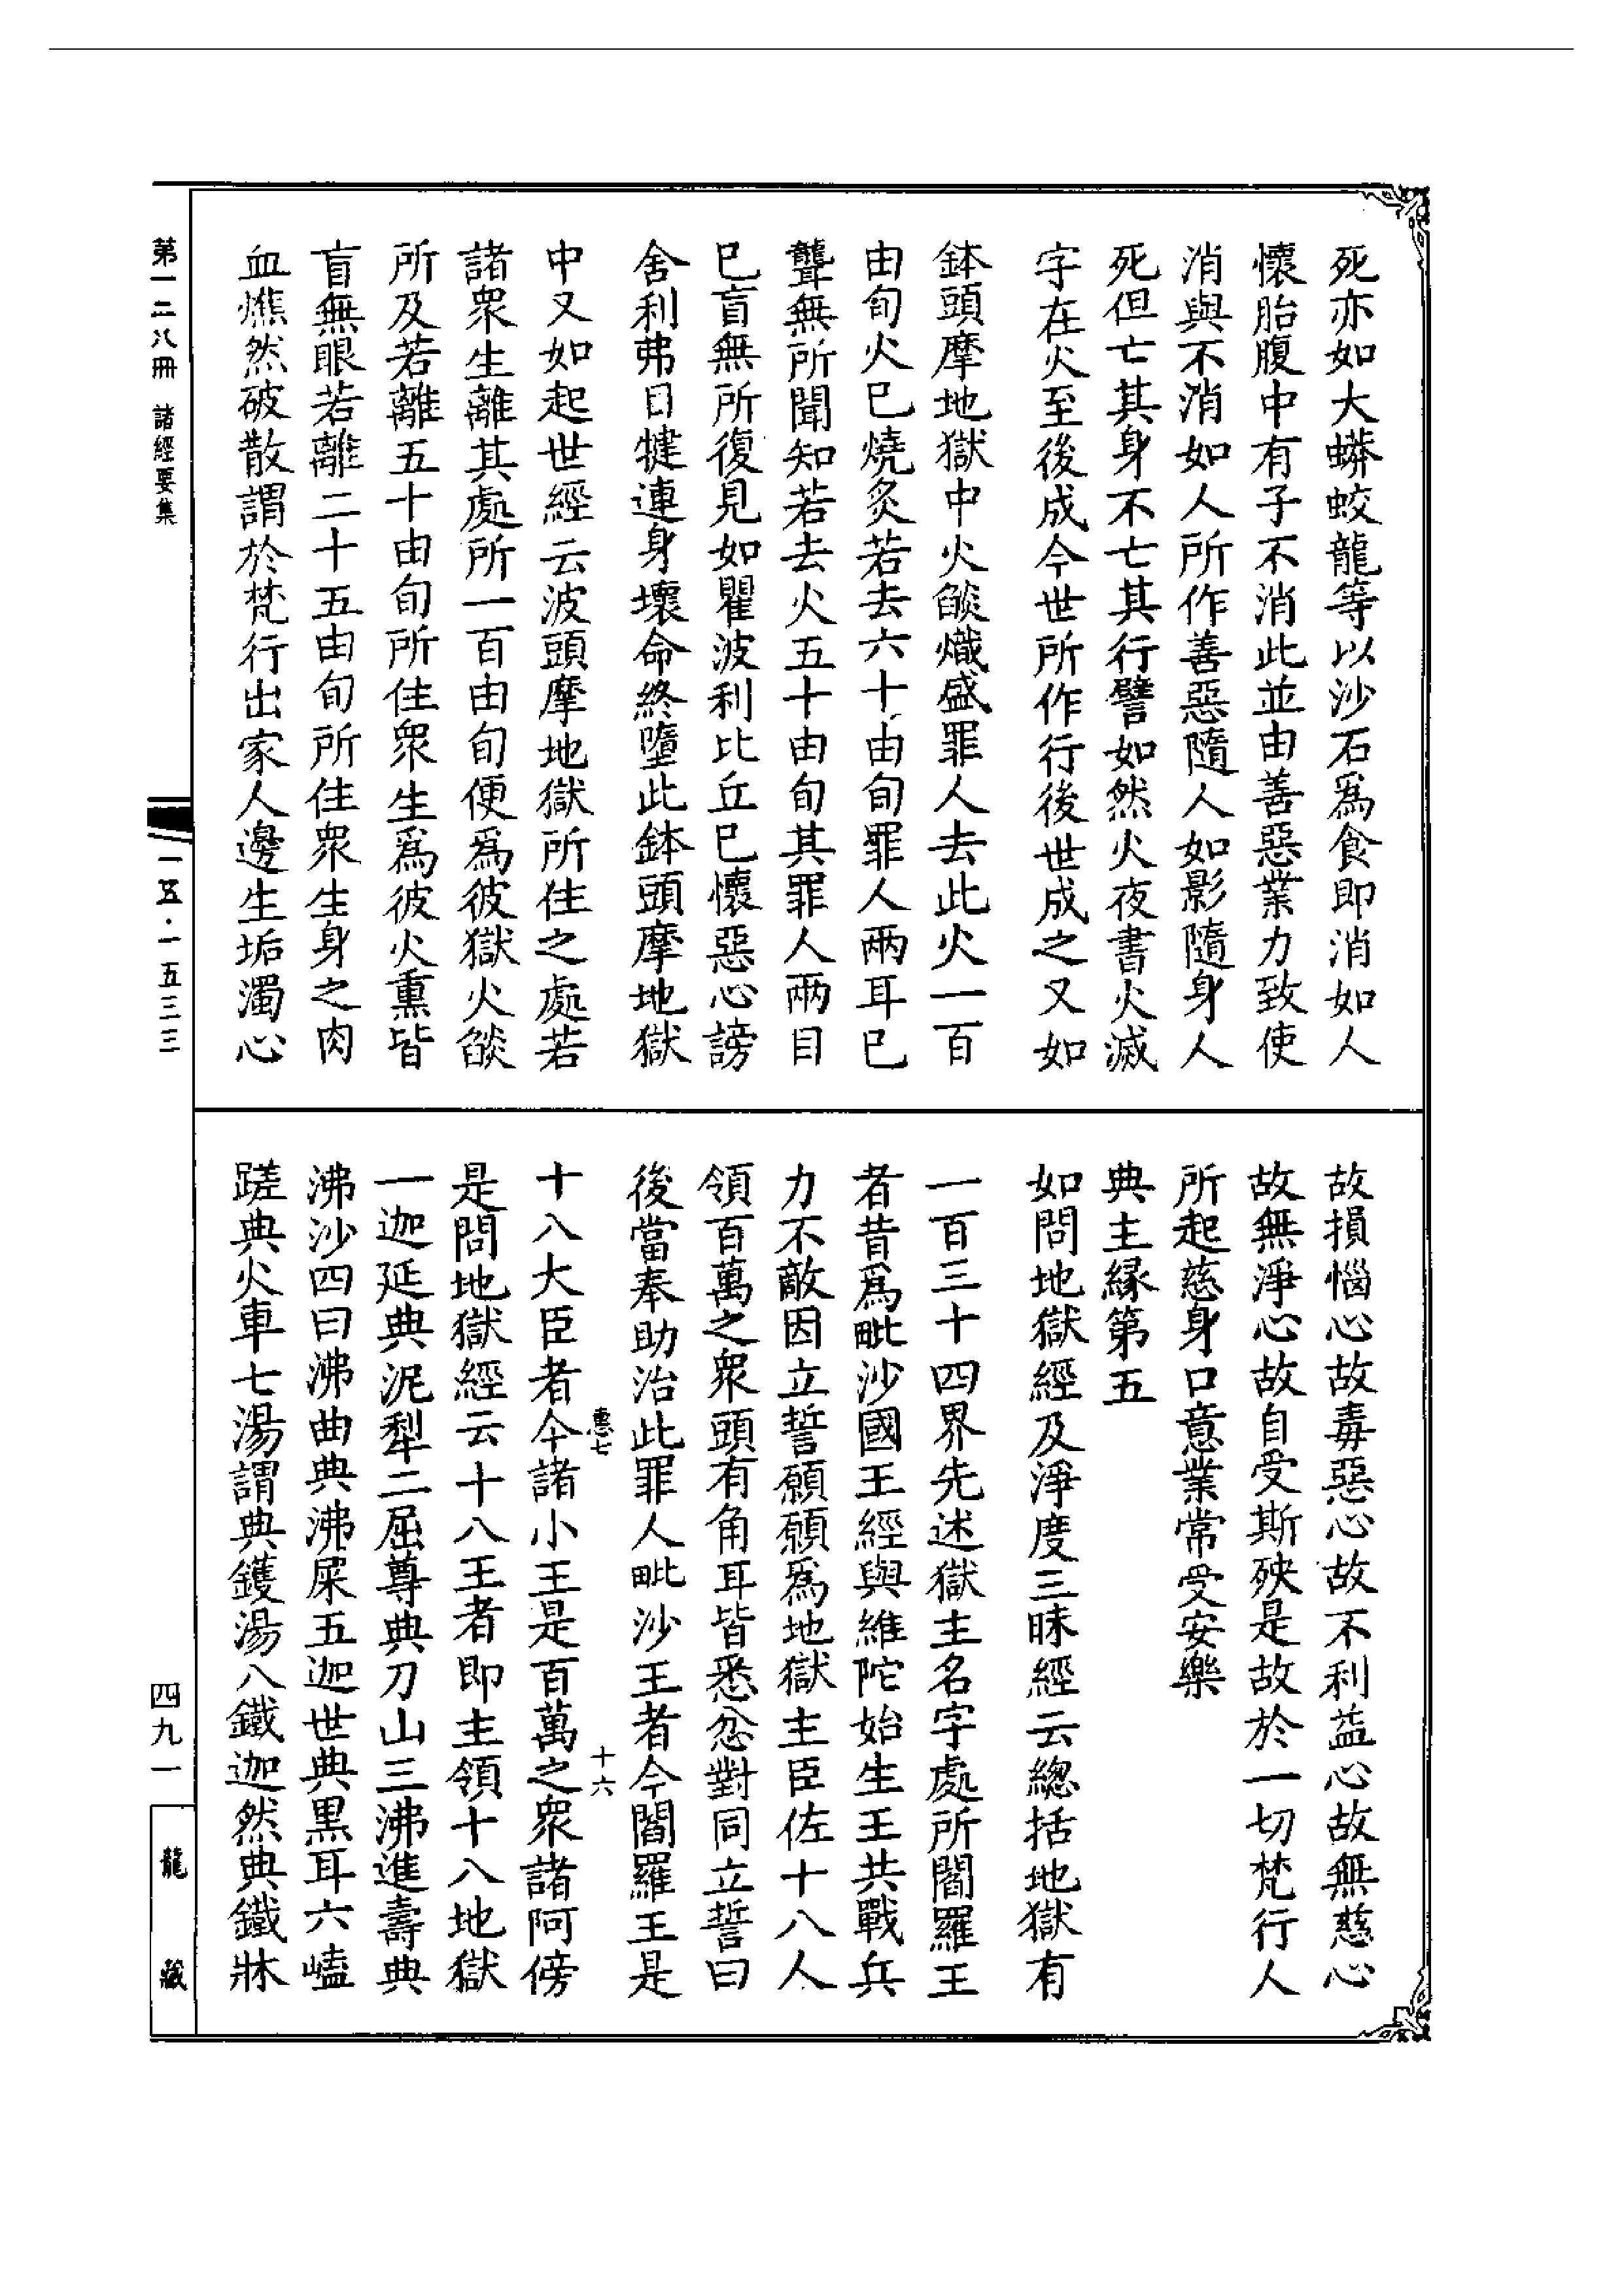 死亦如大蟒蛟龍等以沙石爲食即消如人
懷胎腹中有子不消此並由善惡業力致使
消與不消如人所作善惡隨人如影隨身人
死但亡其身不亡其行譬如然火夜書火滅
字在火至後成今世所作行後世成之又如
鉢頭摩地獄中火燄熾盛罪人去此火一百
由旬火已燒炙若去六十由旬罪人兩耳已
聾無所聞知若去火五十由旬其罪人兩目
已盲無所復見如瞿波利比丘已懷惡心謗
舍利弗目犍連身壞命終墮此鉢頭摩地獄
中又如起世經云波頭摩地獄所住之處若
諸衆生離其處所一百由旬便爲彼獄火燄
所及若離五十由旬所住衆生爲彼火熏皆
盲無眼若離二十五由旬所住衆生身之肉
血燋然破散謂於梵行出家人邊生垢濁心
故損惱心故毒惡心故不利益心故無慈心
故無淨心故自受斯殃是故於一切梵行人
所起慈身口意業常受安樂
典主緣第五
如問地獄經及淨度三昧經云總括地獄有
一百三十四界先述獄主名字處所閻羅王
者昔爲毗沙國王經與維陀始生王共戰兵
力不敵因立誓願願爲地獄主臣佐十八人
領百萬之衆頭有角耳皆悉忿對同立誓曰
後當奉助治此罪人毗沙王者今閻羅王是
十八大臣者今諸小王是百萬之衆諸阿傍
是問地獄經云十八王者即主領十八地獄
一迦延典泥犁二屈尊典刀山三沸進壽典
沸沙四曰沸曲典沸屎五迦世典黑耳六𡺽
蹉典火車七湯謂典鑊湯八鐵迦然典鐵牀
惠七
十六
第一二八冊 諸經要集
一五·一五三三
四九一
龍藏